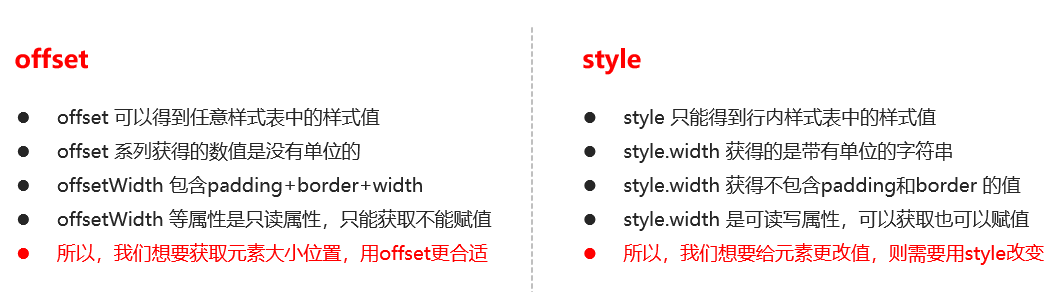 offset
● offset 可以得到任意样式表中的样式值
● offset 系列获得的数值是没有单位的
● offsetWidth 包含padding+border+width
● offsetWidth 等属性是只读属性，只能获取不能赋值
● 所以，我们想要获取元素大小位置，用offset更合适
style
● style 只能得到行内样式表中的样式值
● style.width 获得的是带有单位的字符串
● style.width 获得不包含padding和border 的值
● style.width 是可读写属性，可以获取也可以赋值
● 所以，我们想要给元素更改值，则需要用style改变